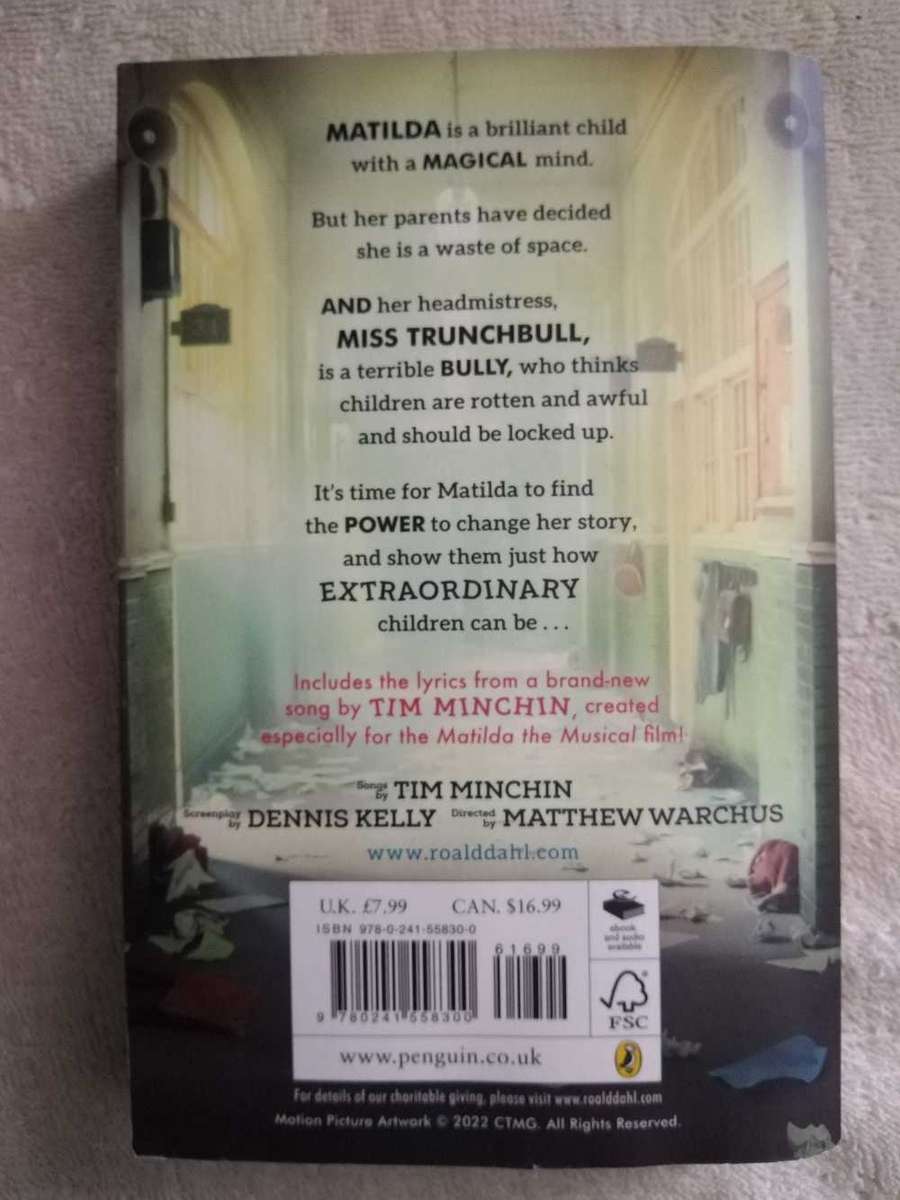 MATILDA is a brilliant child
with a MAGICAL mind.
But her parents have decided
she is a waste of space.
AND her headmistress,
MISS TRUNCHBULL,
is a terrible BULLY, who thinks
children are rotten and awful
and should be locked up.
It's time for Matilda to find
the POWER to change her story,
and show them just how
EXTRAORDINARY
children can be ...
Includes the lyrics from a brand-new
song by TIM MINCHIN, created
especially for the Matilda the Musical film!
Songs by TIM MINCHIN
Screenplay by DENNIS KELLY Directed by MATTHEW WARCHUS
www.roalddahl.com
U.K. £7.99 CAN. $16.99
ISBN 978-0-241-55830-0
61699
9 780241 558300
ebook
and audio
available
FSC
www.penguin.co.uk
For details of our charitable giving, please visit www.roalddahl.com
Motion Picture Artwork © 2022 CTMG. All Rights Reserved.